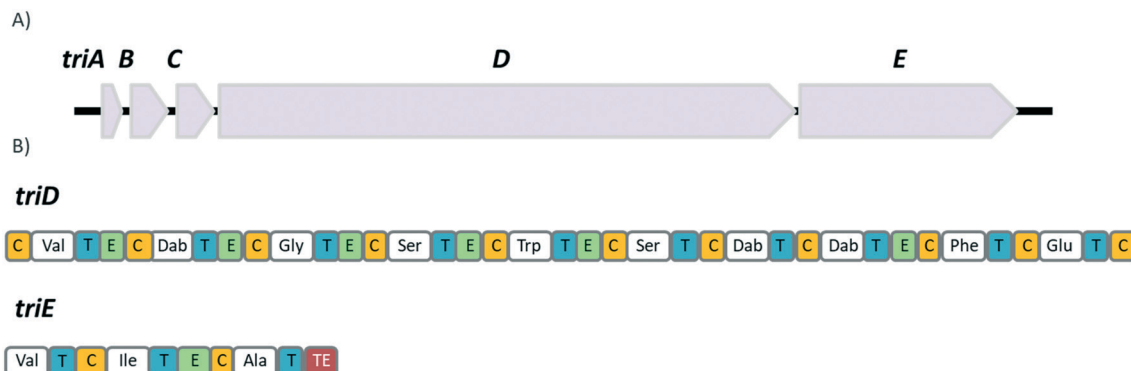 A)
triA B C D E
B)
triD
C Val T E C Dab T E C Gly T E C Ser T E C Trp T E C Ser T C Dab T C Dab T E C Phe T C Glu T C
triE
Val T C Ile T E C Ala T TE